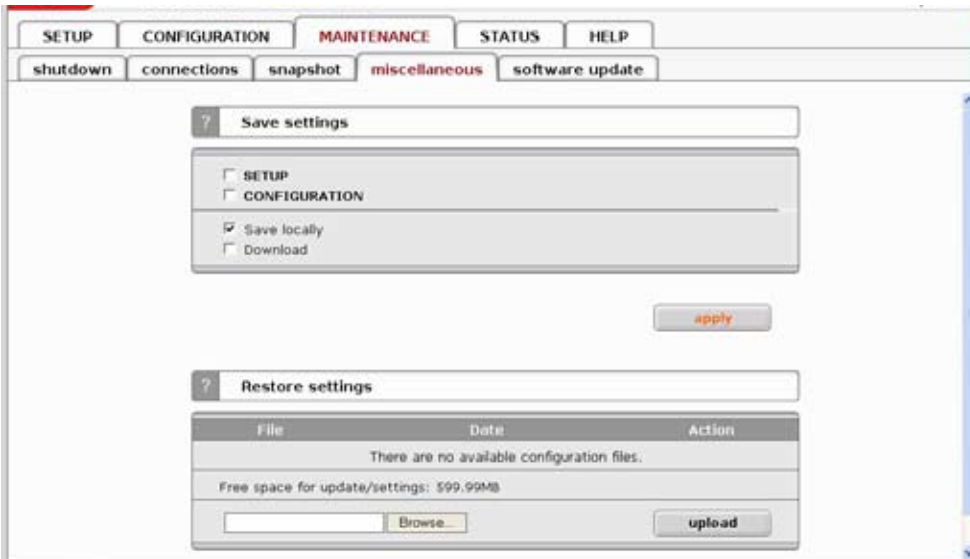 SETUP CONFIGURATION MAINTENANCE STATUS HELP
shutdown connections snapshot miscellaneous software update
? Save settings
SETUP
CONFIGURATION
Save locally
Download
apply
? Restore settings
File Date Action
There are no available configuration files.
Free space for update/settings: 599.99MB
Browse... upload